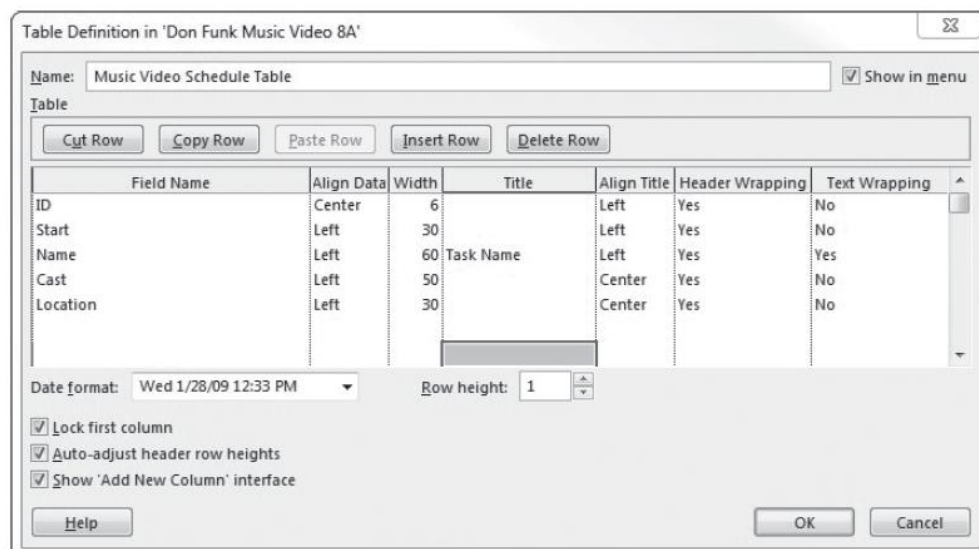 Table Definition in 'Don Funk Music Video 8A'
Name: Music Video Schedule Table Show in menu
Table
Cut Row Copy Row Paste Row Insert Row Delete Row
Field Name Align Data Width Title Align Title Header Wrapping Text Wrapping
ID Center 6 Left Yes No
Start Left 30 Left Yes No
Name Left 60 Task Name Left Yes Yes
Cast Left 50 Center Yes No
Location Left 30 Center Yes No
Date format: Wed 1/28/09 12:33 PM Row height: 1
Lock first column
Auto-adjust header row heights
Show 'Add New Column' interface
Help OK Cancel